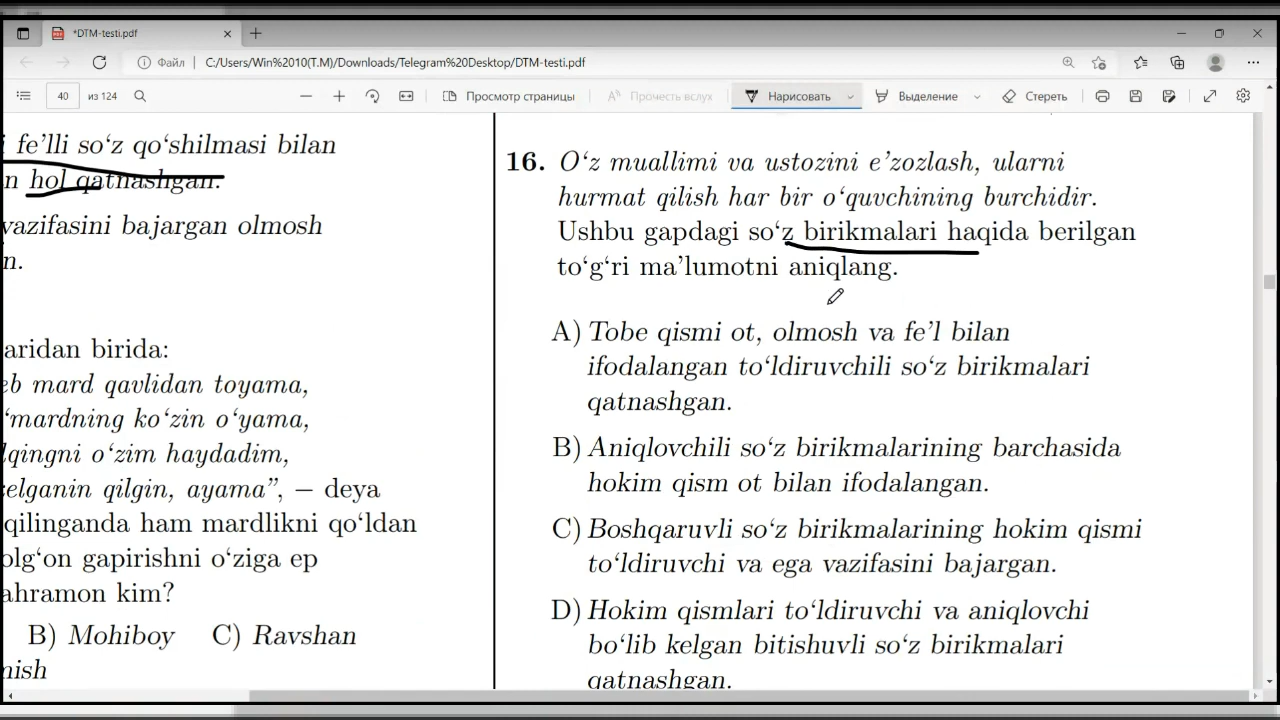 *DTM-testi.pdf
Файл
C:/Users/Win%2010(T.M)/Downloads/Telegram%20Desktop/DTM-testi.pdf
40 из 124
Просмотр страницы
Прочесть вслух
Нарисовать
Выделение
Стереть
i fe’lli so‘z qo‘shilmasi bilan
n hol qatnashgan.
vazifasini bajargan olmosh
n.
aridan birida:
eb mard qavlidan toyama,
‘mardning ko‘zin o‘yama,
lqingni o‘zim haydadim,
elganin qilgin, ayama”, – deya
qilinganda ham mardlikni qo‘ldan
olg‘on gapirishni o‘ziga ep
ahramon kim?
B) Mohiboy C) Ravshan
mish
16. O‘z muallimi va ustozini e’zozlash, ularni
hurmat qilish har bir o‘quvchining burchidir.
Ushbu gapdagi so‘z birikmalari haqida berilgan
to‘g‘ri ma’lumotni aniqlang.
A) Tobe qismi ot, olmosh va fe’l bilan
ifodalangan to‘ldiruvchili so‘z birikmalari
qatnashgan.
B) Aniqlovchili so‘z birikmalarining barchasida
hokim qism ot bilan ifodalangan.
C) Boshqaruvli so‘z birikmalarining hokim qismi
to‘ldiruvchi va ega vazifasini bajargan.
D) Hokim qismlari to‘ldiruvchi va aniqlovchi
bo‘lib kelgan bitishuvli so‘z birikmalari
qatnashgan.